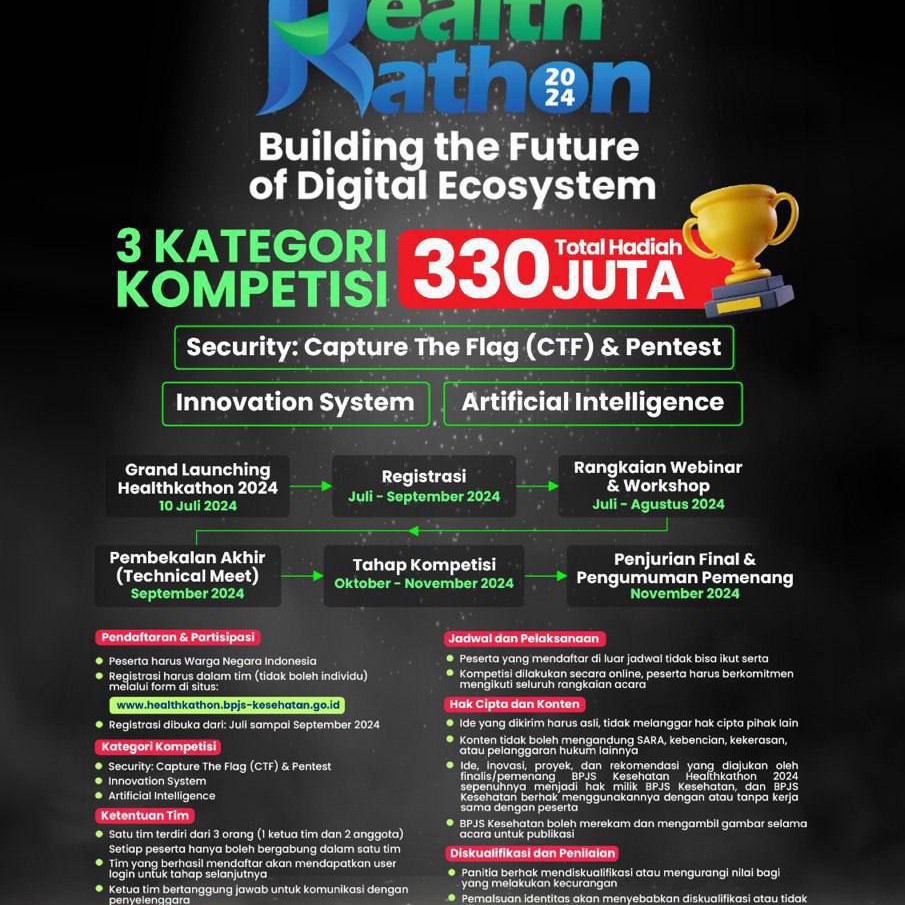 Health
Kathon
20
24
Building the Future
of Digital Ecosystem
3 KATEGORI
KOMPETISI
330
Total Hadiah
JUTA
Security: Capture The Flag (CTF) & Pentest
Innovation System
Artificial Intelligence
Grand Launching
Healthkathon 2024
10 Juli 2024
Registrasi
Juli - September 2024
Rangkaian Webinar
& Workshop
Juli - Agustus 2024
Pembekalan Akhir
(Technical Meet)
September 2024
Tahap Kompetisi
Oktober - November 2024
Penjurian Final &
Pengumuman Pemenang
November 2024
Pendaftaran & Partisipasi
Peserta harus Warga Negara Indonesia
Registrasi harus dalam tim (tidak boleh individu)
melalui form di situs:
www.healthkathon.bpjs-kesehatan.go.id
Registrasi dibuka dari: Juli sampai September 2024
Kategori Kompetisi
Security: Capture The Flag (CTF) & Pentest
Innovation System
Artificial Intelligence
Ketentuan Tim
Satu tim terdiri dari 3 orang (1 ketua tim dan 2 anggota)
Setiap peserta hanya boleh bergabung dalam satu tim
Tim yang berhasil mendaftar akan mendapatkan user
login untuk tahap selanjutnya
Ketua tim bertanggung jawab untuk komunikasi dengan
penyelenggara
Jadwal dan Pelaksanaan
Peserta yang mendaftar di luar jadwal tidak bisa ikut serta
Kompetisi dilakukan secara online, peserta harus berkomitmen
mengikuti seluruh rangkaian acara
Hak Cipta dan Konten
Ide yang dikirim harus asli, tidak melanggar hak cipta pihak lain
Konten tidak boleh mengandung SARA, kebencian, kekerasan,
atau pelanggaran hukum lainnya
Ide, inovasi, proyek, dan rekomendasi yang diajukan oleh
finalis/pemenang BPJS Kesehatan Healthkathon 2024
sepenuhnya menjadi hak milik BPJS Kesehatan, dan BPJS
Kesehatan berhak menggunakannya dengan atau tanpa kerja
sama dengan peserta
BPJS Kesehatan boleh merekam dan mengambil gambar selama
acara untuk publikasi
Diskualifikasi dan Penilaian
Panitia berhak mendiskualifikasi atau mengurangi nilai bagi
yang melakukan kecurangan
Pemalsuan identitas akan menyebabkan diskualifikasi atau tidak